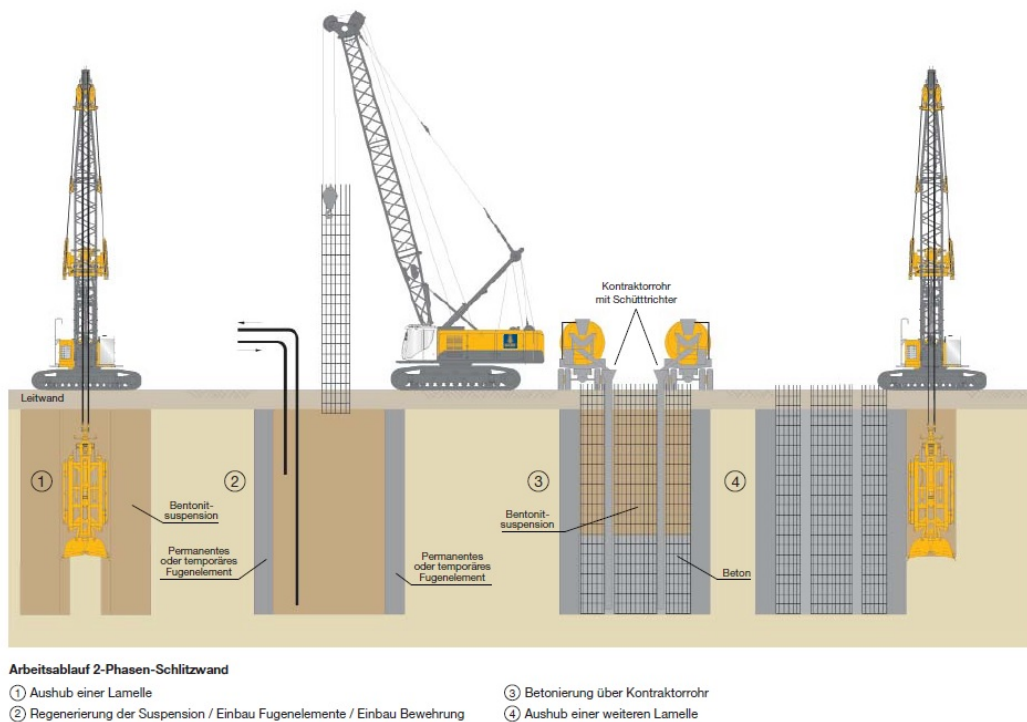 Kontraktorrohr
mit Schütttrichter
Leitwand
1
2
3
4
Bentonit-
suspension
Bentonit-
suspension
Permanentes
oder temporäres
Fugenelement
Permanentes
oder temporäres
Fugenelement
Beton
Arbeitsablauf 2-Phasen-Schlitzwand
1 Aushub einer Lamelle
2 Regenerierung der Suspension / Einbau Fugenelemente / Einbau Bewehrung
3 Betonierung über Kontraktorrohr
4 Aushub einer weiteren Lamelle